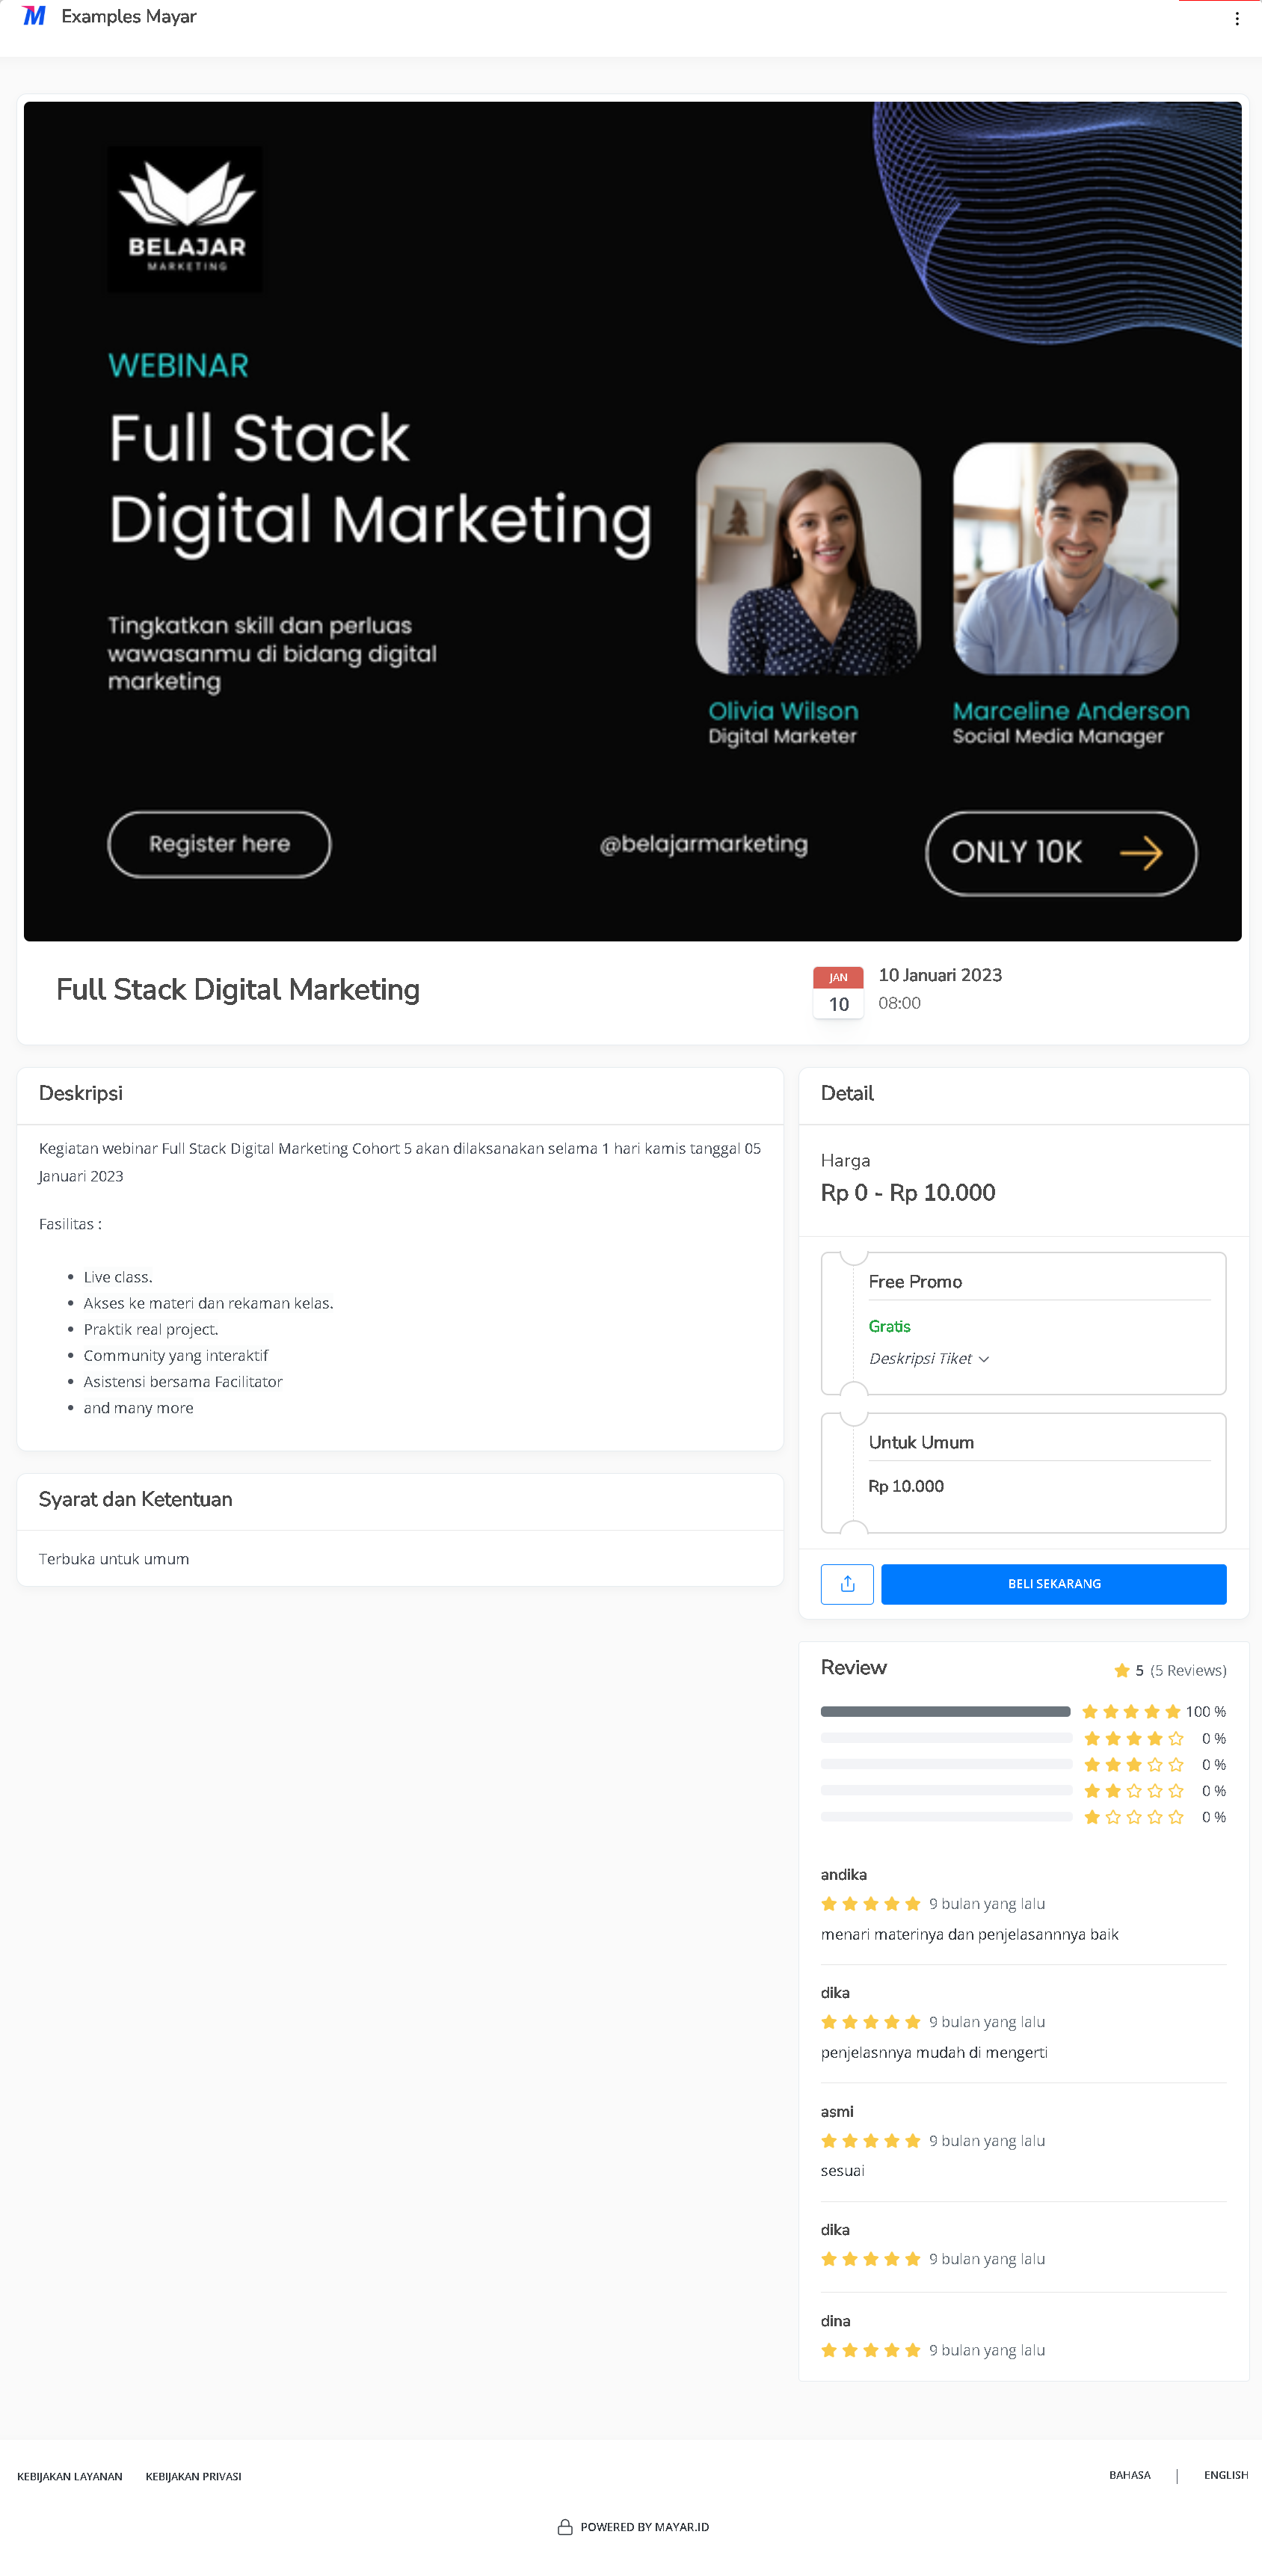 Examples Mayar
BELAJAR
MARKETING
WEBINAR
Full Stack
Digital Marketing
Tingkatkan skill dan perluas
wawasanmu di bidang digital
marketing
Olivia Wilson
Digital Marketer
Marceline Anderson
Social Media Manager
Register here
@belajarmarketing
ONLY 10K
Full Stack Digital Marketing
JAN
10
10 Januari 2023
08:00
Deskripsi
Kegiatan webinar Full Stack Digital Marketing Cohort 5 akan dilaksanakan selama 1 hari kamis tanggal 05
Januari 2023
Fasilitas :
Live class.
Akses ke materi dan rekaman kelas.
Praktik real project.
Community yang interaktif
Asistensi bersama Facilitator
and many more
Syarat dan Ketentuan
Terbuka untuk umum
Detail
Harga
Rp 0 - Rp 10.000
Free Promo
Gratis
Deskripsi Tiket
Untuk Umum
Rp 10.000
BELI SEKARANG
Review
5 (5 Reviews)
100 %
0 %
0 %
0 %
0 %
andika
9 bulan yang lalu
menari materinya dan penjelasannnya baik
dika
9 bulan yang lalu
penjelasnnya mudah di mengerti
asmi
9 bulan yang lalu
sesuai
dika
9 bulan yang lalu
dina
9 bulan yang lalu
KEBIJAKAN LAYANAN KEBIJAKAN PRIVASI
BAHASA | ENGLISH
POWERED BY MAYAR.ID